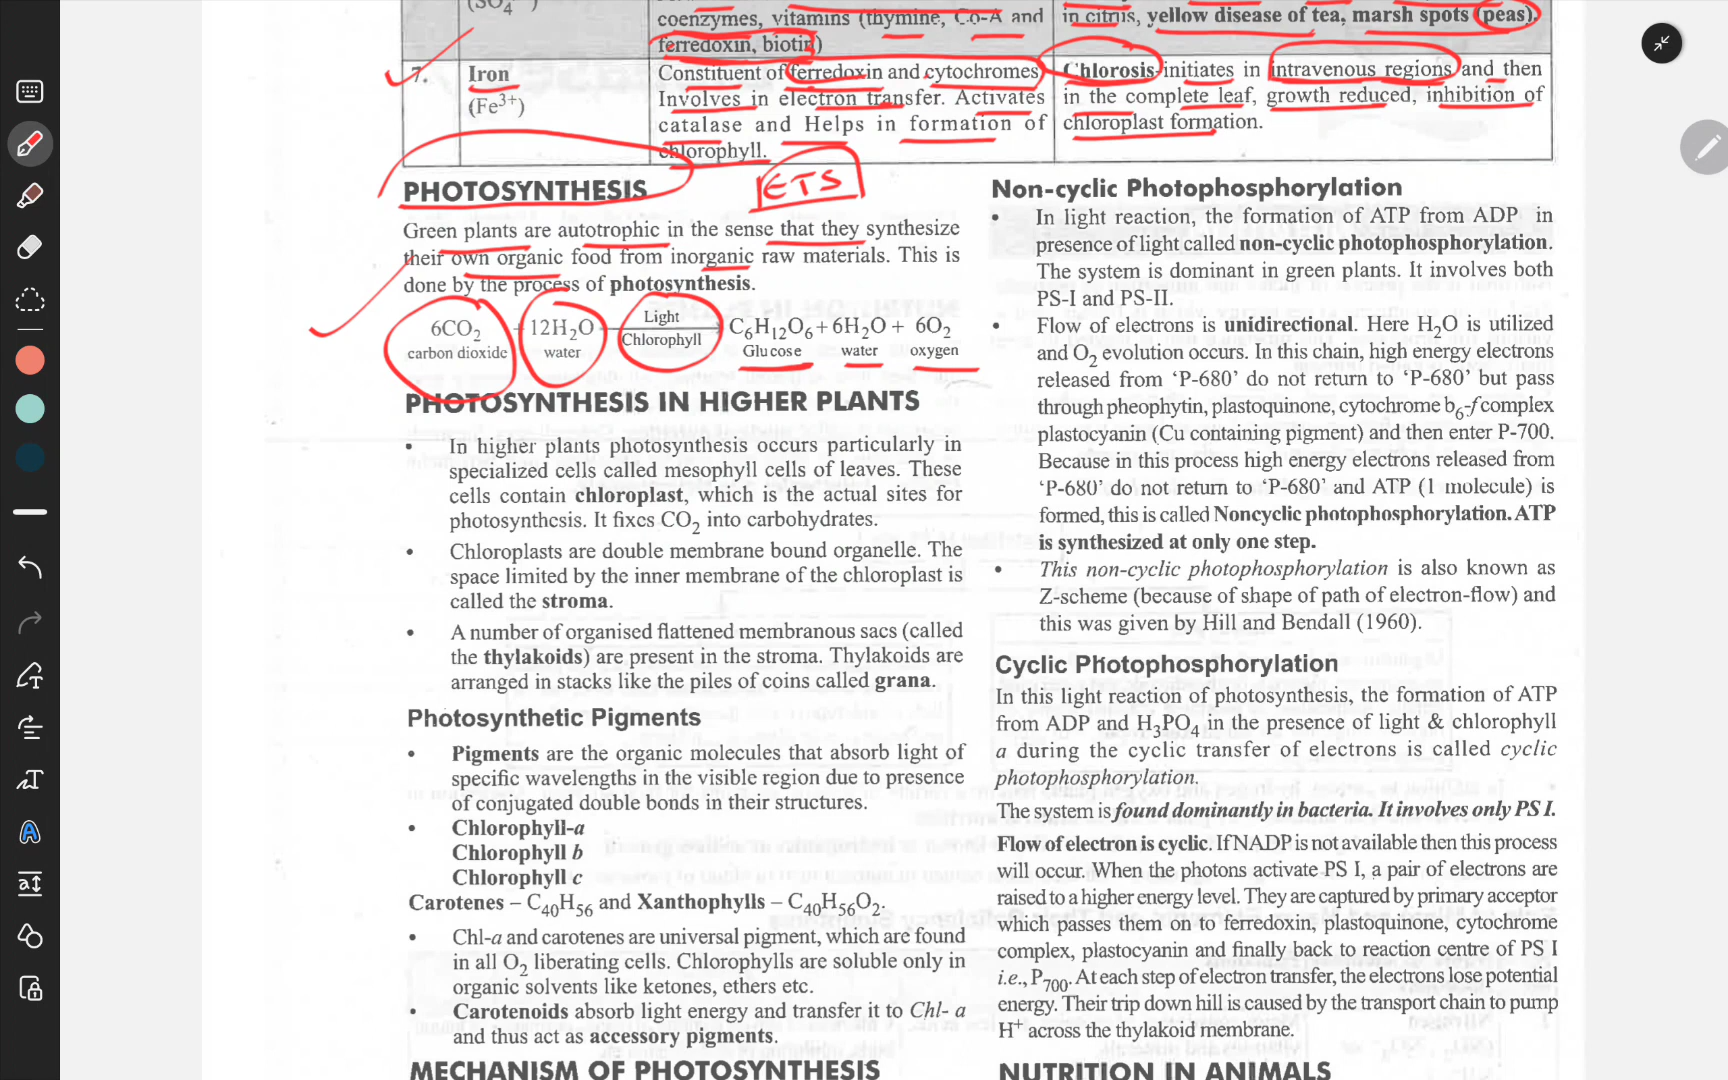 (SO4 )
coenzymes, vitamins (thymine, Co-A and
ferredoxin, biotin)
in citrus, yellow disease of tea, marsh spots (peas).
7.
Iron
(Fe3+)
Constituent of ferredoxin and cytochromes
Involves in electron transfer. Activates
catalase and Helps in formation of
chlorophyll.
Chlorosis initiates in intravenous regions and then
in the complete leaf, growth reduced, inhibition of
chloroplast formation.
ETS
PHOTOSYNTHESIS
Green plants are autotrophic in the sense that they synthesize
their own organic food from inorganic raw materials. This is
done by the process of photosynthesis.
6CO2 + 12H2O Light Chlorophyll → C6H12O6 + 6H2O + 6O2
carbon dioxide water Glucose water oxygen
PHOTOSYNTHESIS IN HIGHER PLANTS
• In higher plants photosynthesis occurs particularly in
specialized cells called mesophyll cells of leaves. These
cells contain chloroplast, which is the actual sites for
photosynthesis. It fixes CO2 into carbohydrates.
• Chloroplasts are double membrane bound organelle. The
space limited by the inner membrane of the chloroplast is
called the stroma.
• A number of organised flattened membranous sacs (called
the thylakoids) are present in the stroma. Thylakoids are
arranged in stacks like the piles of coins called grana.
Photosynthetic Pigments
• Pigments are the organic molecules that absorb light of
specific wavelengths in the visible region due to presence
of conjugated double bonds in their structures.
• Chlorophyll-a
Chlorophyll b
Chlorophyll c
Carotenes – C40H56 and Xanthophylls – C40H56O2.
• Chl-a and carotenes are universal pigment, which are found
in all O2 liberating cells. Chlorophylls are soluble only in
organic solvents like ketones, ethers etc.
• Carotenoids absorb light energy and transfer it to Chl- a
and thus act as accessory pigments.
MECHANISM OF PHOTOSYNTHESIS
Non-cyclic Photophosphorylation
• In light reaction, the formation of ATP from ADP in
presence of light called non-cyclic photophosphorylation.
The system is dominant in green plants. It involves both
PS-I and PS-II.
• Flow of electrons is unidirectional. Here H2O is utilized
and O2 evolution occurs. In this chain, high energy electrons
released from ‘P-680’ do not return to ‘P-680’ but pass
through pheophytin, plastoquinone, cytochrome b6-f complex
plastocyanin (Cu containing pigment) and then enter P-700.
Because in this process high energy electrons released from
‘P-680’ do not return to ‘P-680’ and ATP (1 molecule) is
formed, this is called Noncyclic photophosphorylation. ATP
is synthesized at only one step.
• This non-cyclic photophosphorylation is also known as
Z-scheme (because of shape of path of electron-flow) and
this was given by Hill and Bendall (1960).
Cyclic Photophosphorylation
In this light reaction of photosynthesis, the formation of ATP
from ADP and H3PO4 in the presence of light & chlorophyll
a during the cyclic transfer of electrons is called cyclic
photophosphorylation.
The system is found dominantly in bacteria. It involves only PS I.
Flow of electron is cyclic. If NADP is not available then this process
will occur. When the photons activate PS I, a pair of electrons are
raised to a higher energy level. They are captured by primary acceptor
which passes them on to ferredoxin, plastoquinone, cytochrome
complex, plastocyanin and finally back to reaction centre of PS I
i.e., P700. At each step of electron transfer, the electrons lose potential
energy. Their trip down hill is caused by the transport chain to pump
H+ across the thylakoid membrane.
NUTRITION IN ANIMALS